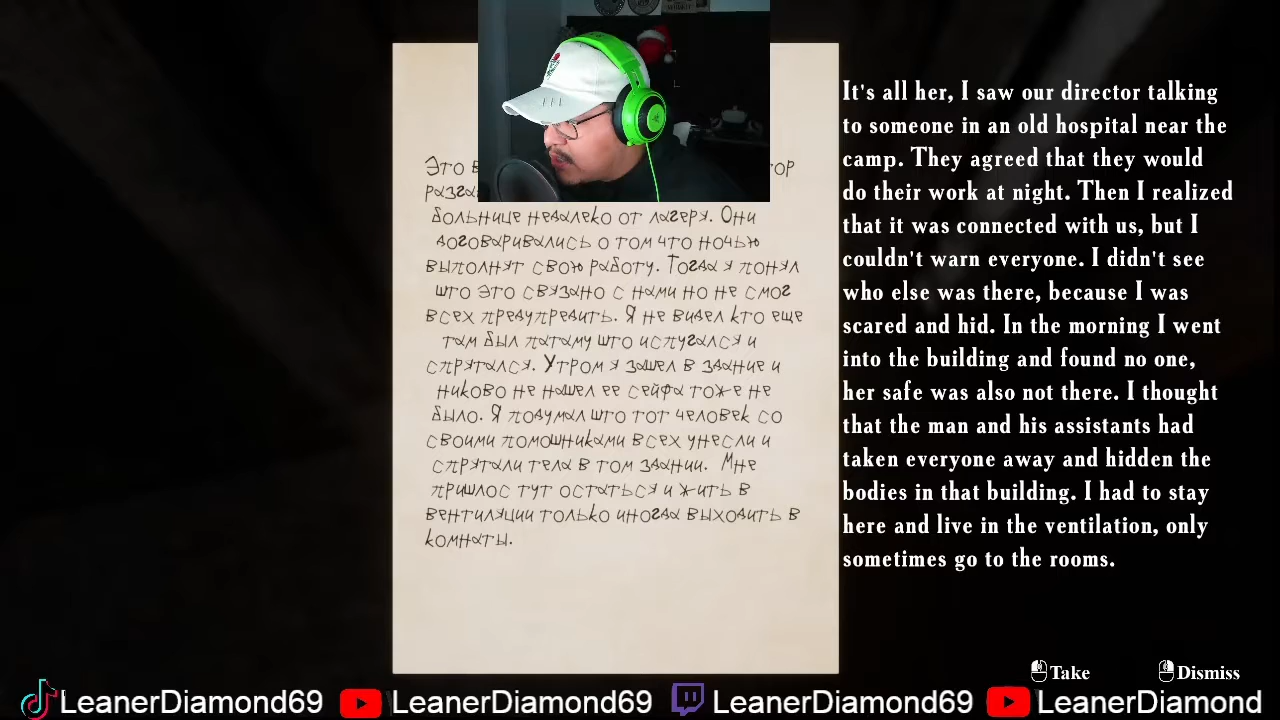 Это
ор
разга
больнице недалеко от лагеря. Они
договаривались о том что ночью
выполнят свою работу. Тогда я понял
што это связано с нами но не смог
всех предупредить. Я не видел кто еще
там был патаму што испугался и
спрятался. Утром я зашел в здание и
никово не нашел ее сейфа тоже не
было. Я подумал што тот человек со
своими помошниками всех унесли и
спрятали тела в том здании. Мне
пришлос тут остаться и жить в
вентиляции только иногда выходить в
комнаты.
It's all her, I saw our director talking
to someone in an old hospital near the
camp. They agreed that they would
do their work at night. Then I realized
that it was connected with us, but I
couldn't warn everyone. I didn't see
who else was there, because I was
scared and hid. In the morning I went
into the building and found no one,
her safe was also not there. I thought
that the man and his assistants had
taken everyone away and hidden the
bodies in that building. I had to stay
here and live in the ventilation, only
sometimes go to the rooms.
Take
Dismiss
LeanerDiamond69
LeanerDiamond69
LeanerDiamond69
LeanerDiamond